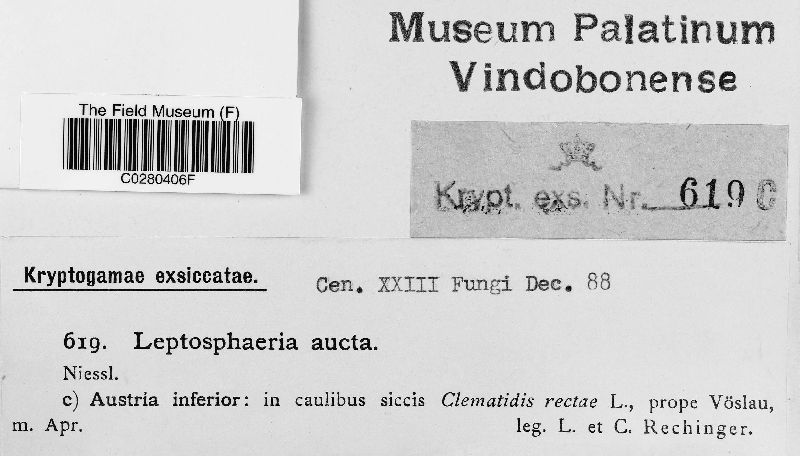 Museum Palatinum
Vindobonense
The Field Museum (F)
C0280406F
Krypt. exs. Nr. 619 C
Kryptogamae exsiccatae.
Cen. XXIII Fungi Dec. 88
619. Leptosphaeria aucta.
Niessl.
c) Austria inferior: in caulibus siccis Clematidis rectae L., prope Vöslau,
m. Apr. leg. L. et C. Rechinger.